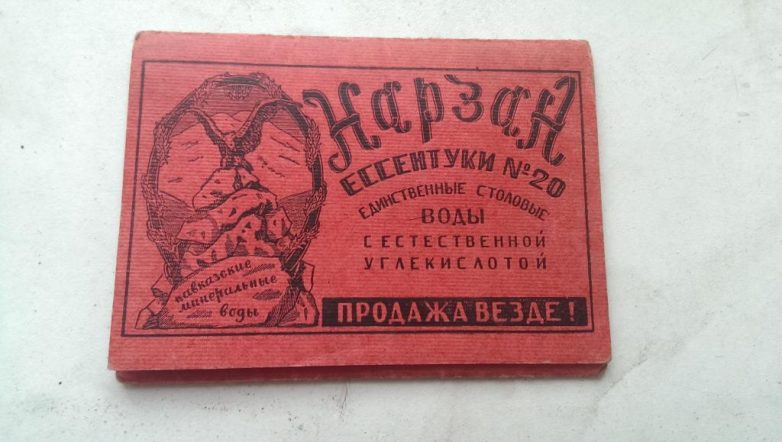 Нарзан
ЕССЕНТУКИ №20
ЕДИНСТВЕННЫЕ СТОЛОВЫЕ
ВОДЫ
С ЕСТЕСТВЕННОЙ
УГЛЕКИСЛОТОЙ
ПРОДАЖА ВЕЗДЕ!
кавказские
минеральные
воды